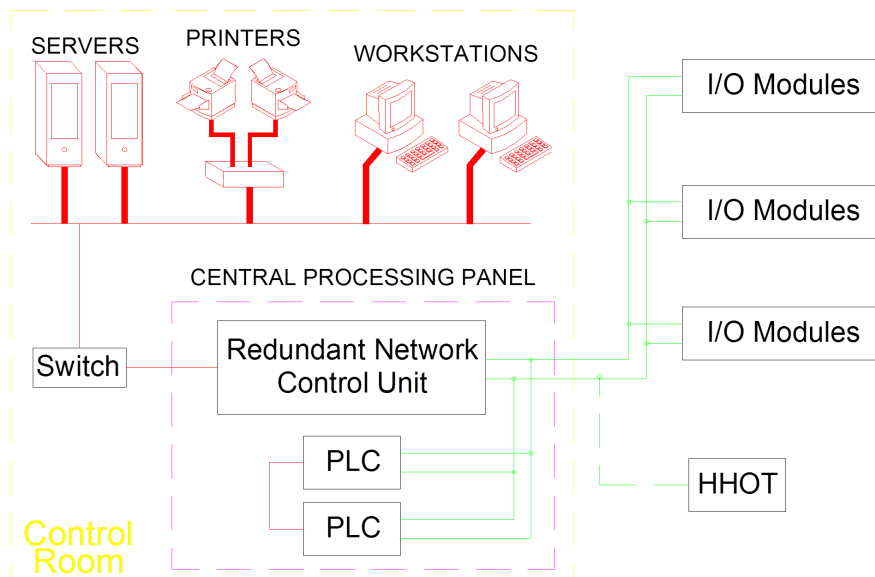 SERVERS
PRINTERS
WORKSTATIONS
I/O Modules
I/O Modules
CENTRAL PROCESSING PANEL
I/O Modules
Switch
Redundant Network
Control Unit
PLC
HHOT
PLC
Control
Room